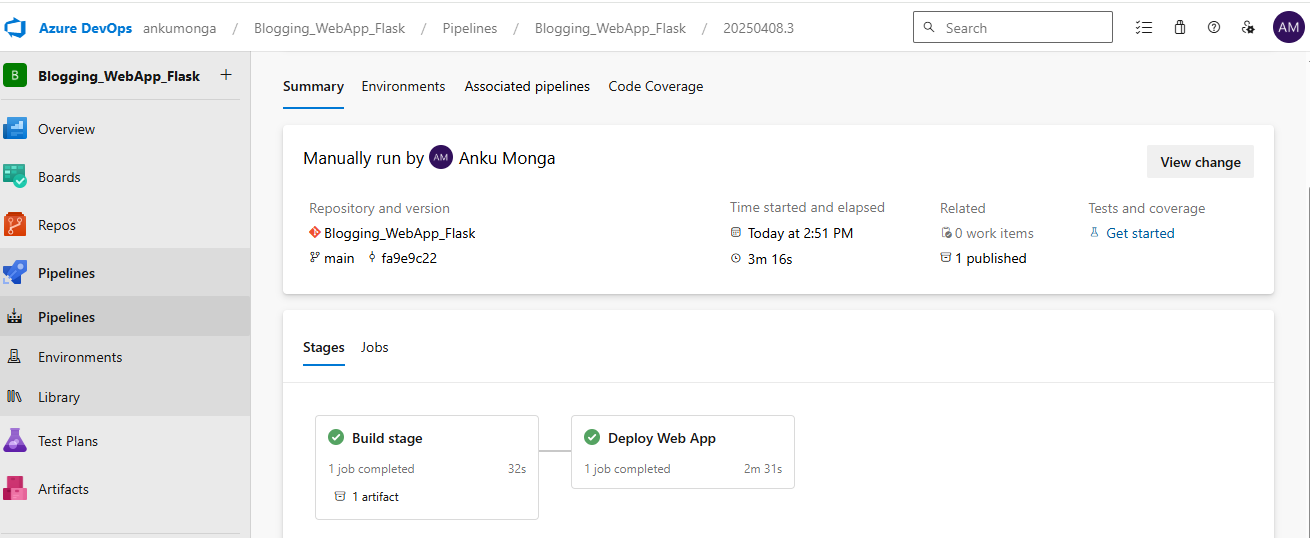 Azure DevOps ankumonga / Blogging_WebApp_Flask / Pipelines / Blogging_WebApp_Flask / 20250408.3 Search AM
B Blogging_WebApp_Flask +
Overview
Boards
Repos
Pipelines
Pipelines
Environments
Library
Test Plans
Artifacts
Summary Environments Associated pipelines Code Coverage
Manually run by AM Anku Monga View change
Repository and version Time started and elapsed Related Tests and coverage
Blogging_WebApp_Flask Today at 2:51 PM 0 work items Get started
main fa9e9c22 3m 16s 1 published
Stages Jobs
Build stage Deploy Web App
1 job completed 32s 1 job completed 2m 31s
1 artifact